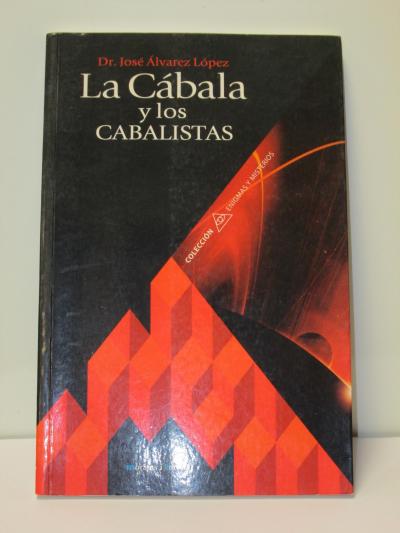 Dr. José Álvarez López
La Cábala
y los
CABALISTAS
COLECCIÓN ENIGMAS Y MISTERIOS